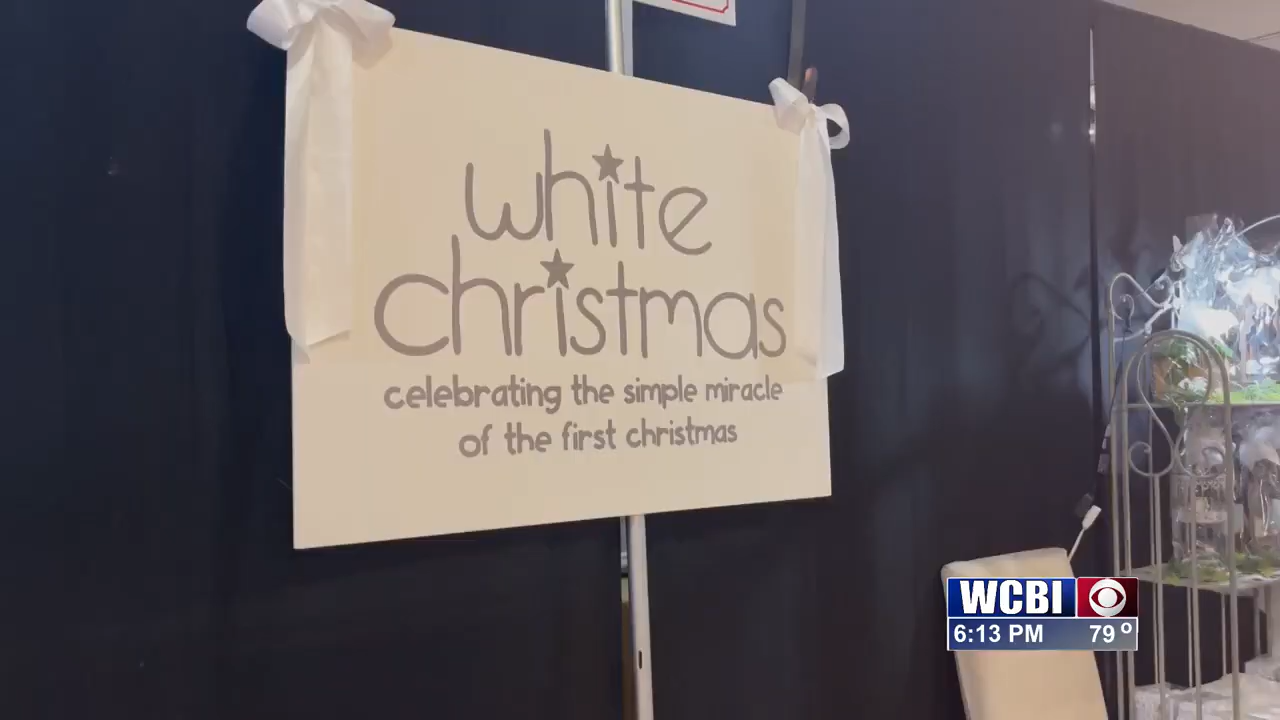 white
christmas
celebrating the simple miracle
of the first christmas
WCBI
6:13 PM 79°